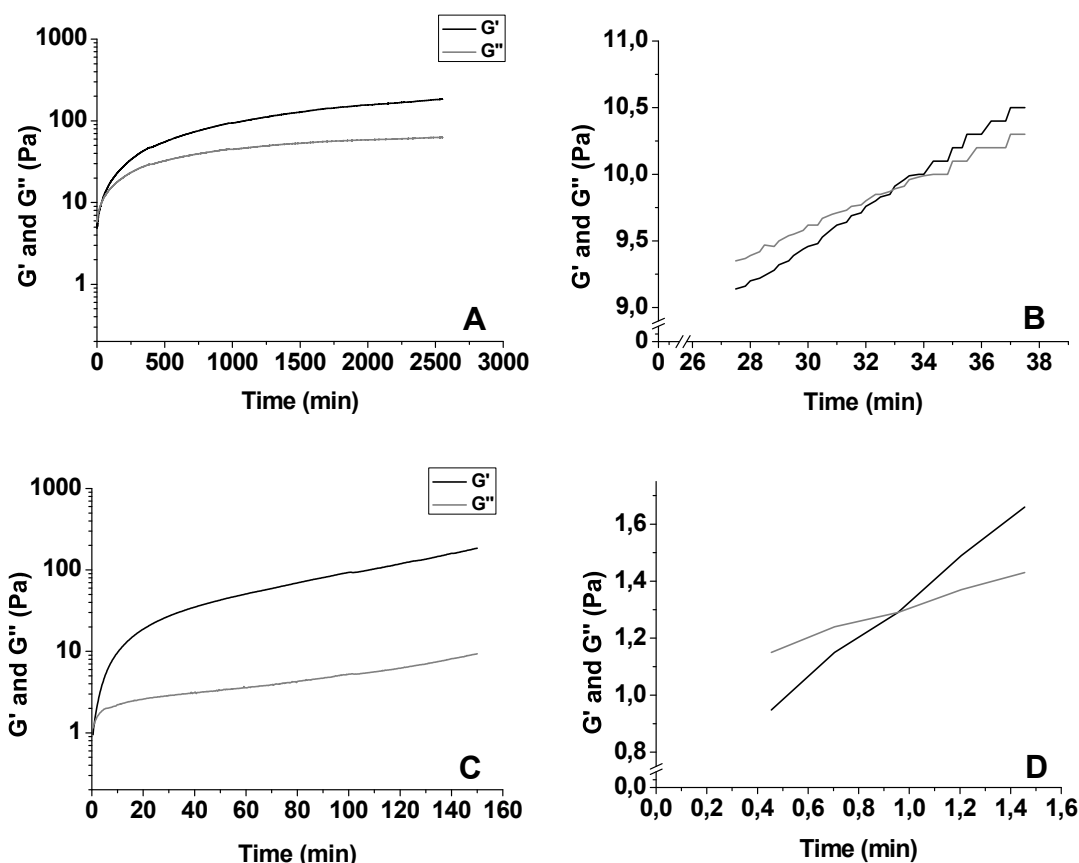 G'
G"
1000
100
10
1
G' and G" (Pa)
0 500 1000 1500 2000 2500 3000
Time (min)
A
11,0
10,5
10,0
9,5
9,0
0
G' and G" (Pa)
0 26 28 30 32 34 36 38
Time (min)
B
G'
G"
1000
100
10
1
G' and G" (Pa)
0 20 40 60 80 100 120 140 160
Time (min)
C
1,6
1,4
1,2
1,0
0,8
0,0
G' and G" (Pa)
0,0 0,2 0,4 0,6 0,8 1,0 1,2 1,4 1,6
Time (min)
D